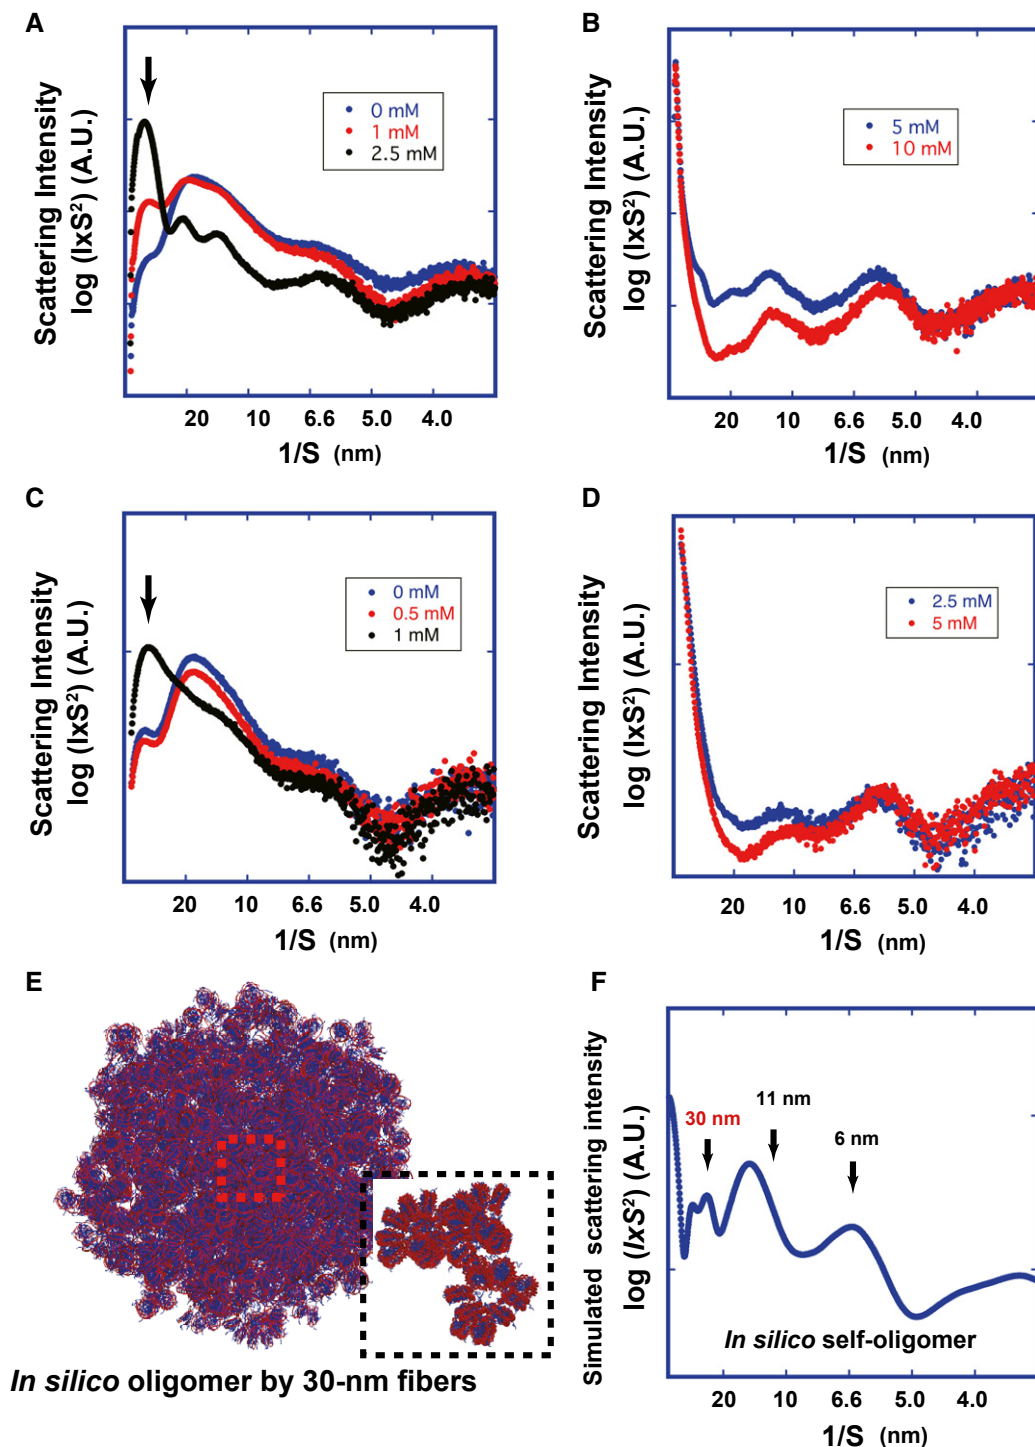 A
Scattering Intensity
log (IxS²) (A.U.)
0 mM
1 mM
2.5 mM
20 10 6.6 5.0 4.0
1/S (nm)
B
Scattering Intensity
log (IxS²) (A.U.)
5 mM
10 mM
20 10 6.6 5.0 4.0
1/S (nm)
C
Scattering Intensity
log (IxS²) (A.U.)
0 mM
0.5 mM
1 mM
20 10 6.6 5.0 4.0
1/S (nm)
D
Scattering Intensity
log (IxS²) (A.U.)
2.5 mM
5 mM
20 10 6.6 5.0 4.0
1/S (nm)
E
In silico oligomer by 30-nm fibers
F
Simulated scattering intensity
log (IxS²) (A.U.)
30 nm
11 nm
6 nm
In silico self-oligomer
20 10 6.6 5.0 4.0
1/S (nm)